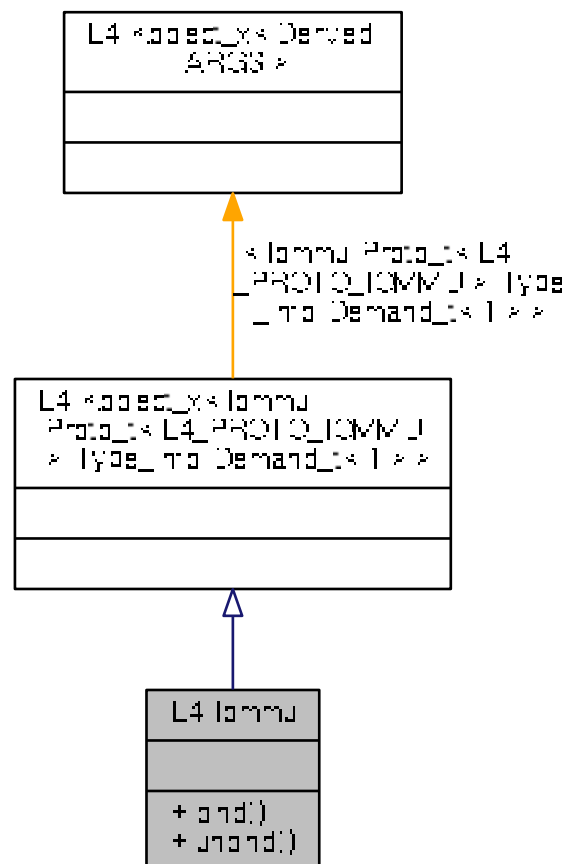 L4 Kobject_x< Derived
ARGS >
< Iommu Proto_t< L4
_PROTO_IOMMU > Type
_info Demand_t< 1 > >
L4 Kobject_x< Iommu
Proto_t< L4_PROTO_IOMMU
> Type_info Demand_t< 1 > >
L4 Iommu
+ bind()
+ unbind()